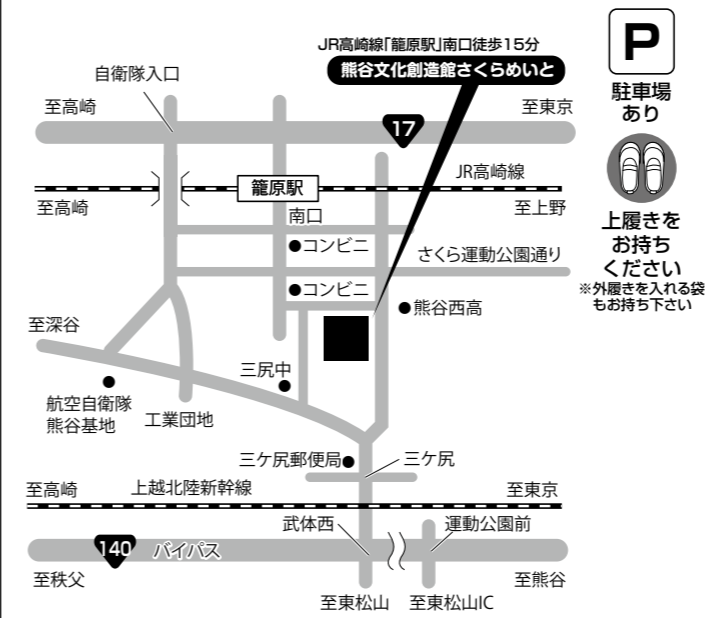 JR高崎線「籠原駅」南口徒歩15分
熊谷文化創造館さくらめいと
P
駐車場
あり
自衛隊入口
至高崎
至東京
17
JR高崎線
籠原駅
至高崎
至上野
南口
コンビニ
さくら運動公園通り
コンビニ
熊谷西高
上履きを
お持ち
ください
※外履きを入れる袋
もお持ち下さい
至深谷
三尻中
航空自衛隊
熊谷基地
工業団地
三ケ尻郵便局
三ケ尻
至高崎
上越北陸新幹線
至東京
武体西
運動公園前
140
バイパス
至秩父
至熊谷
至東松山
至東松山IC